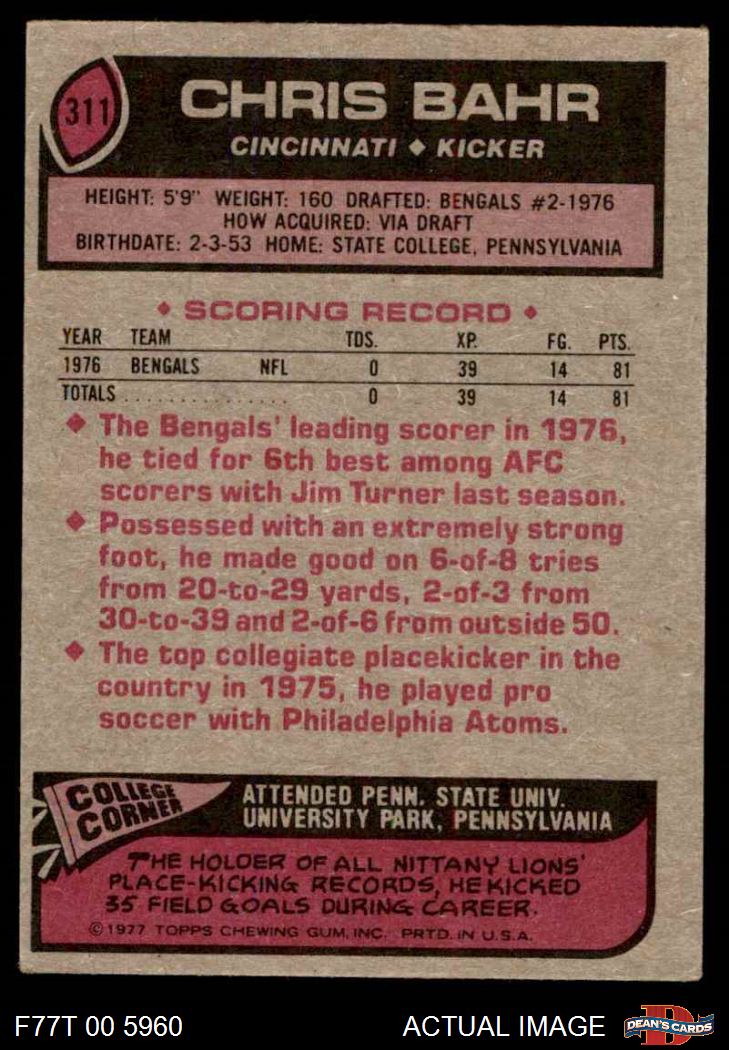 311
CHRIS BAHR
CINCINNATI ♦ KICKER
HEIGHT: 5'9" WEIGHT: 160 DRAFTED: BENGALS #2-1976
HOW ACQUIRED: VIA DRAFT
BIRTHDATE: 2-3-53 HOME: STATE COLLEGE, PENNSYLVANIA
♦ SCORING RECORD ♦
YEAR TEAM TDS. XP. FG. PTS.
1976 BENGALS NFL 0 39 14 81
TOTALS . . . . . . . . . . . . . . . 0 39 14 81
♦ The Bengals' leading scorer in 1976,
he tied for 6th best among AFC
scorers with Jim Turner last season.
♦ Possessed with an extremely strong
foot, he made good on 6-of-8 tries
from 20-to-29 yards, 2-of-3 from
30-to-39 and 2-of-6 from outside 50.
♦ The top collegiate placekicker in the
country in 1975, he played pro
soccer with Philadelphia Atoms.
COLLEGE
CORNER
ATTENDED PENN. STATE UNIV.
UNIVERSITY PARK, PENNSYLVANIA
THE HOLDER OF ALL NITTANY LIONS'
PLACE-KICKING RECORDS, HE KICKED
35 FIELD GOALS DURING CAREER.
©1977 TOPPS CHEWING GUM, INC. PRTD. IN U.S.A.
F77T 00 5960
ACTUAL IMAGE
D
DEAN'S CARDS